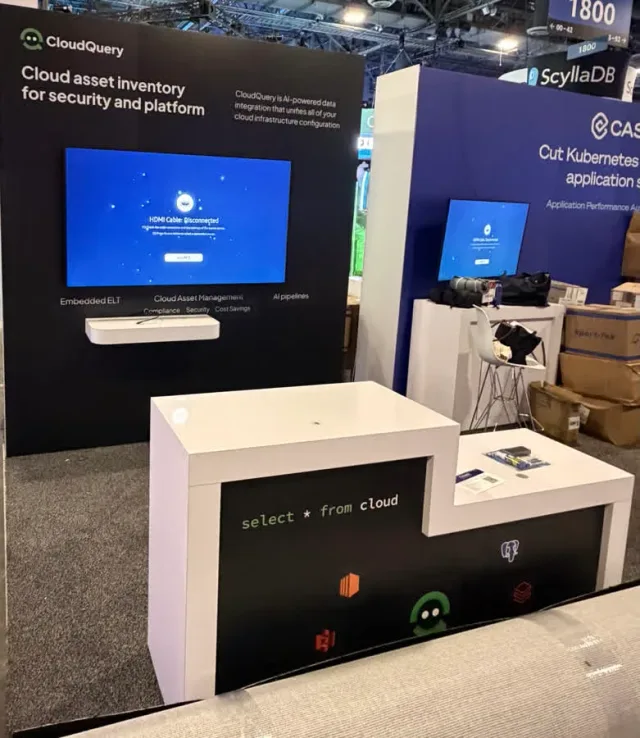 CloudQuery
Cloud asset inventory
for security and platform
CloudQuery is AI-powered data
integration that unifies all of your
cloud infrastructure configuration
HDMI Cable: Disconnected
Embedded ELT
Cloud Asset Management
AI pipelines
Compliance
Security
Cost Savings
select * from cloud
1800
1800
ScyllaDB
CAS
Cut Kubernetes
application s
Application Performance